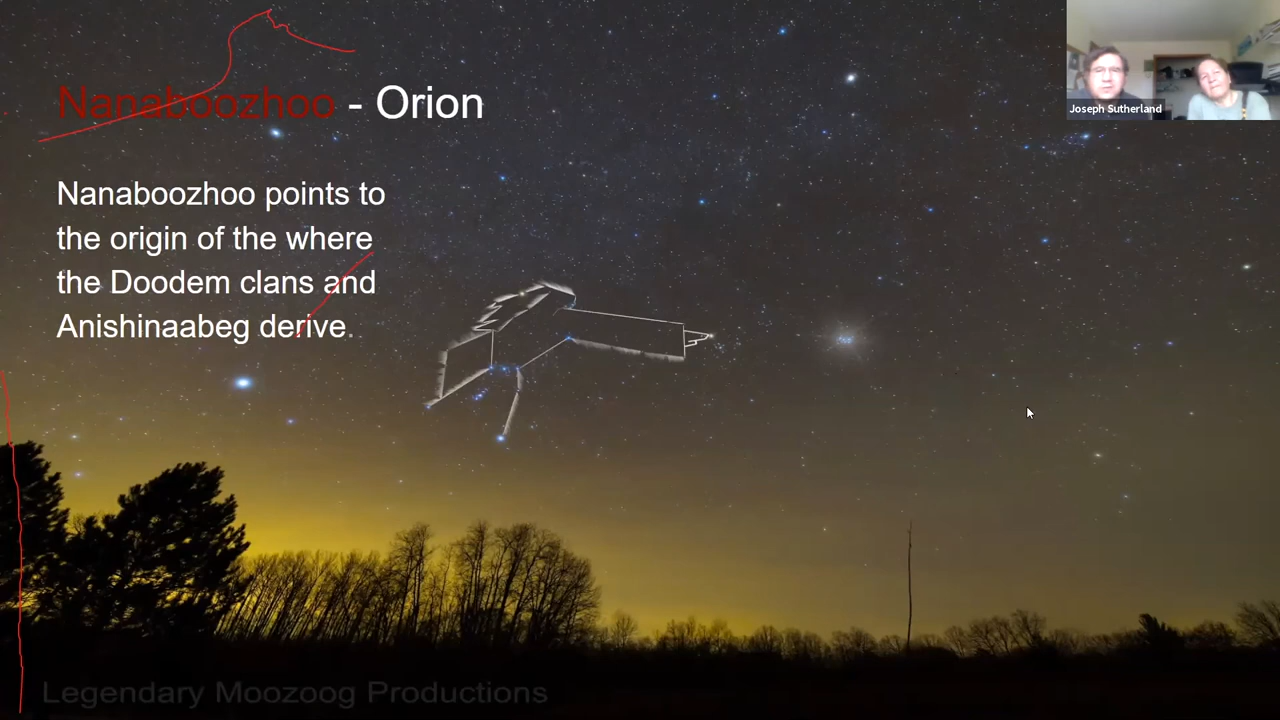 Nanaboozhoo - Orion
Nanaboozhoo points to
the origin of the where
the Doodem clans and
Anishinaabeg derive.
Joseph Sutherland
Legendary Moozoog Productions